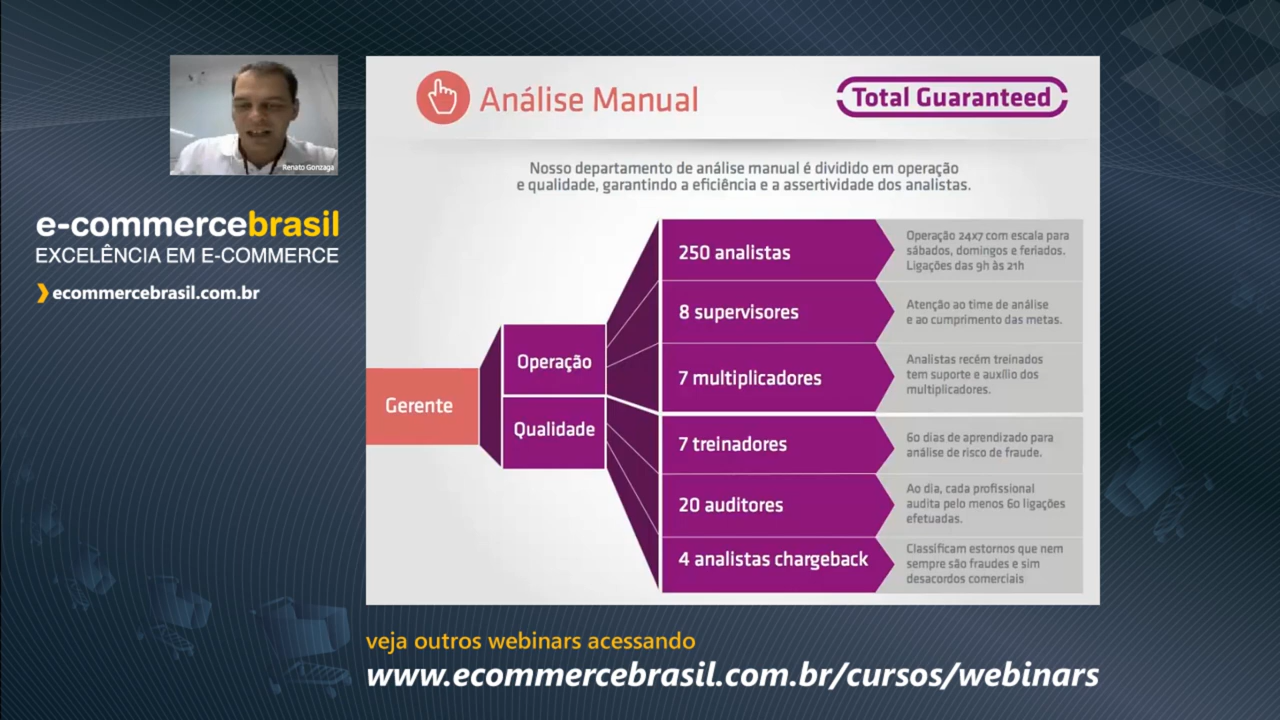 Renato Gonzaga
e-commercebrasil
EXCELÊNCIA EM E-COMMERCE
ecommercebrasil.com.br
Análise Manual
Total Guaranteed
Nosso departamento de análise manual é dividido em operação
e qualidade, garantindo a eficiência e a assertividade dos analistas.
Gerente
Operação
Qualidade
250 analistas
Operação 24x7 com escala para
sábados, domingos e feriados.
Ligações das 9h às 21h
8 supervisores
Atenção ao time de análise
e ao cumprimento das metas.
7 multiplicadores
Analistas recém treinados
tem suporte e auxílio dos
multiplicadores.
7 treinadores
60 dias de aprendizado para
análise de risco de fraude.
20 auditores
Ao dia, cada profissional
audita pelo menos 60 ligações
efetuadas.
4 analistas chargeback
Classificam estornos que nem
sempre são fraudes e sim
desacordos comerciais
veja outros webinars acessando
www.ecommercebrasil.com.br/cursos/webinars